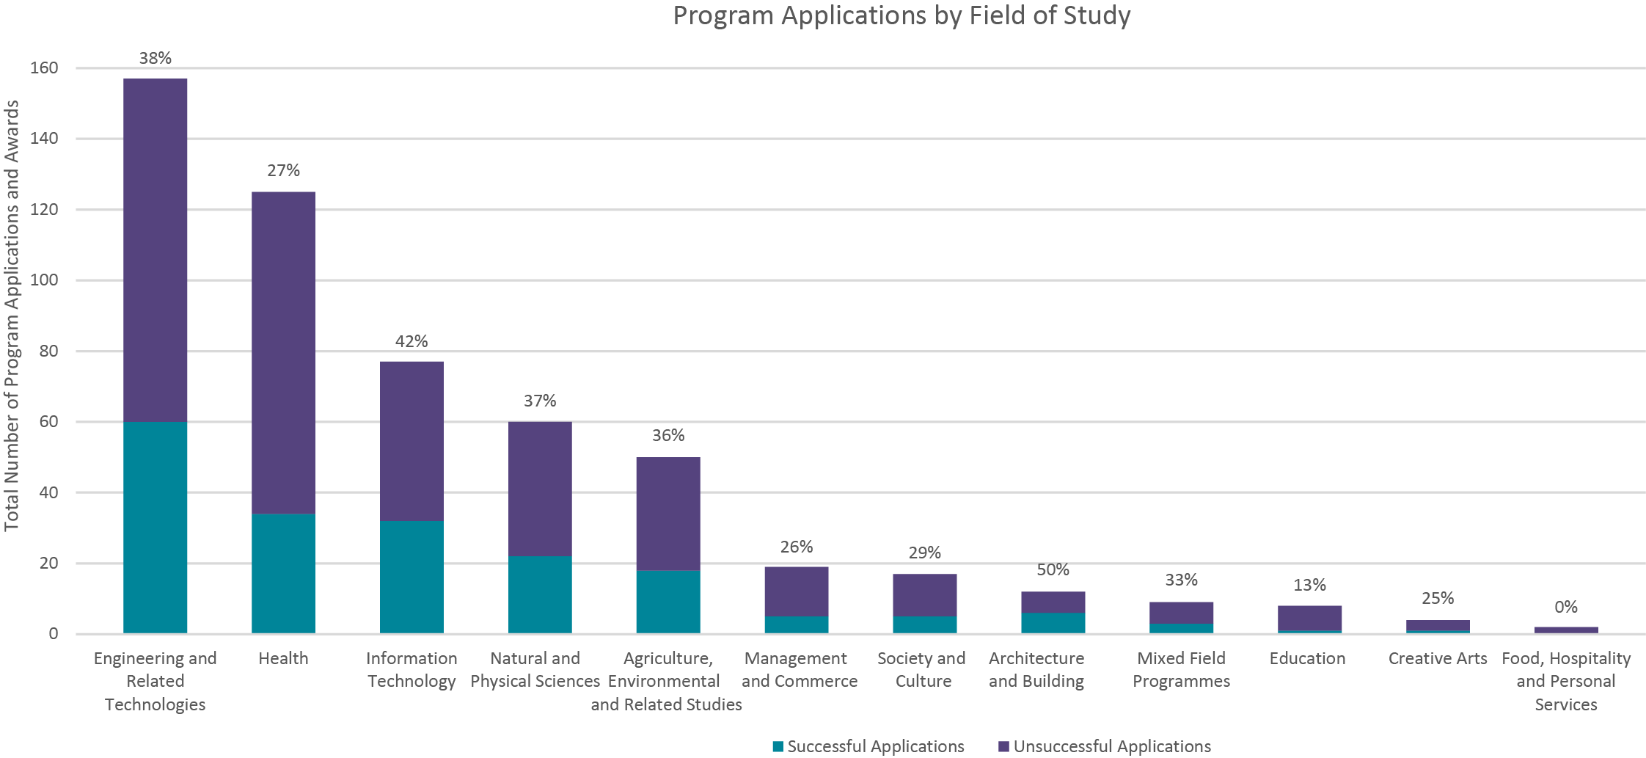 Program Applications by Field of Study
Total Number of Program Applications and Awards
160
140
120
100
80
60
40
20
0
38%
27%
42%
37%
36%
26%
29%
50%
33%
13%
25%
0%
Engineering and
Related
Technologies
Health
Information
Technology
Natural and
Physical Sciences
Agriculture,
Environmental
and Related Studies
Management
and Commerce
Society and
Culture
Architecture
and Building
Mixed Field
Programmes
Education
Creative Arts
Food, Hospitality
and Personal
Services
Successful Applications
Unsuccessful Applications